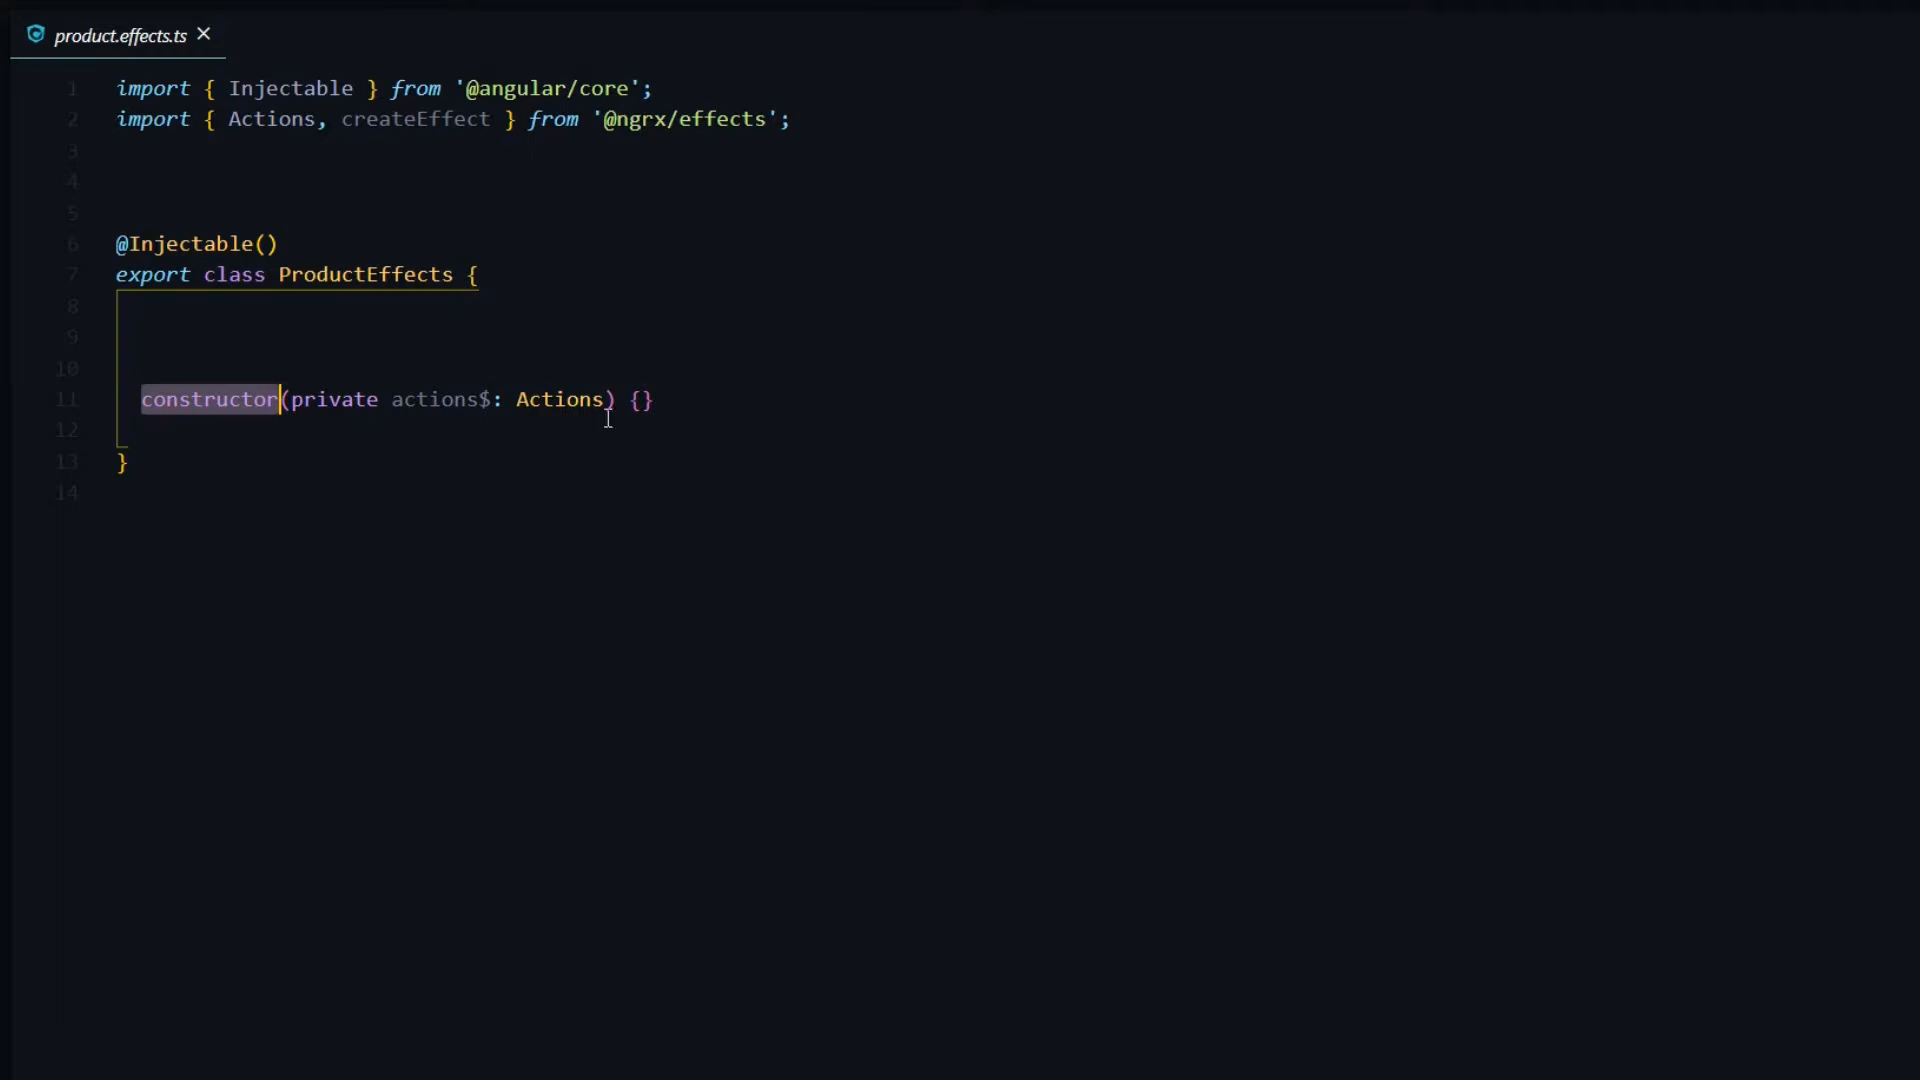 product.effects.ts
1 import { Injectable } from '@angular/core';
2 import { Actions, createEffect } from '@ngrx/effects';
3
4
5
6 @Injectable()
7 export class ProductEffects {
8
9
10
11 constructor(private actions$: Actions) {}
12
13 }
14